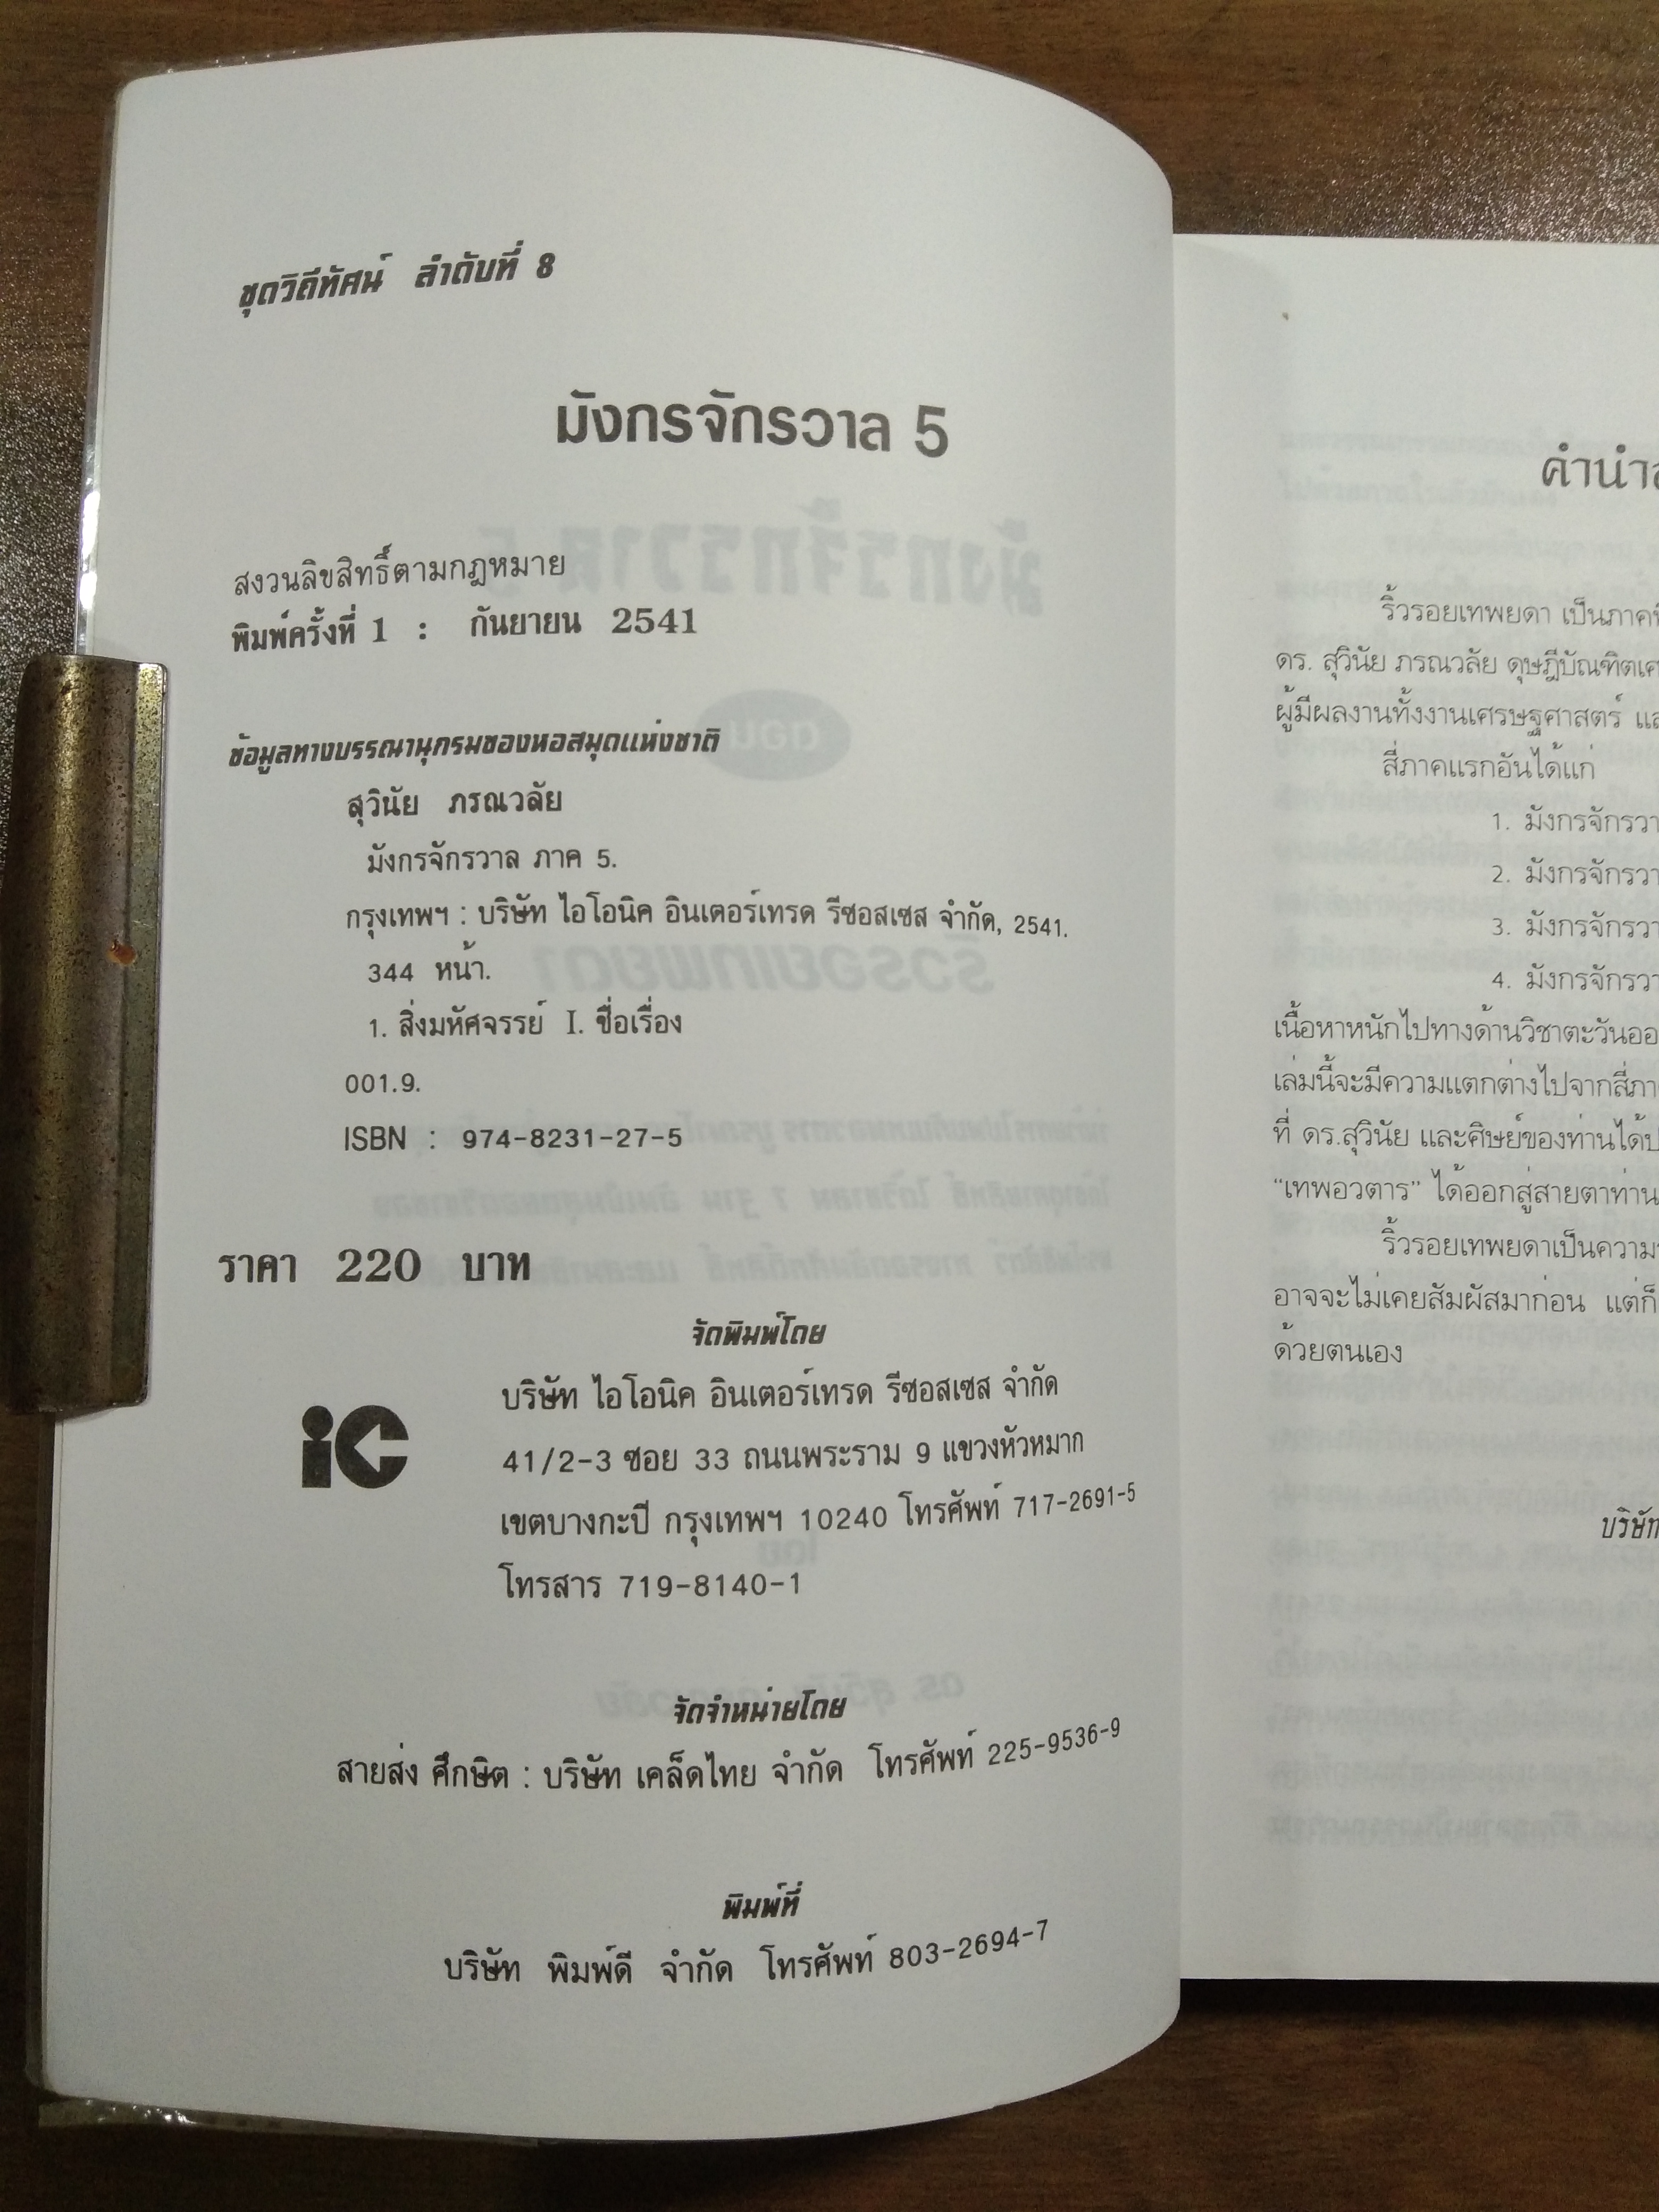 ชุดวิถีทัศน์ ลำดับที่ 8
มังกรจักรวาล 5
สงวนลิขสิทธิ์ตามกฎหมาย
พิมพ์ครั้งที่ 1 : กันยายน 2541
ข้อมูลทางบรรณานุกรมของหอสมุดแห่งชาติ
สุวินัย ภรณวลัย
มังกรจักรวาล ภาค 5.
กรุงเทพฯ : บริษัท ไอโอนิค อินเตอร์เทรด รีซอสเซส จำกัด, 2541.
344 หน้า.
1. สิ่งมหัศจรรย์ I. ชื่อเรื่อง
001.9.
ISBN : 974-8231-27-5
ราคา 220 บาท
จัดพิมพ์โดย
iC
บริษัท ไอโอนิค อินเตอร์เทรด รีซอสเซส จำกัด
41/2-3 ซอย 33 ถนนพระราม 9 แขวงหัวหมาก
เขตบางกะปี กรุงเทพฯ 10240 โทรศัพท์ 717-2691-5
โทรสาร 719-8140-1
จัดจำหน่ายโดย
สายส่ง ศึกษิต : บริษัท เคล็ดไทย จำกัด โทรศัพท์ 225-9536-9
พิมพ์ที่
บริษัท พิมพ์ดี จำกัด โทรศัพท์ 803-2694-7
คำนำ
ริ้วรอยเทพยดา เป็นภาค
ดร. สุวินัย ภรณวลัย ดุษฎีบัณฑิต
ผู้มีผลงานทั้งงานเศรษฐศาสตร์
สี่ภาคแรกอันได้แก่
1. มังกรจักรวา
2. มังกรจักรวา
3. มังกรจักรวา
4. มังกรจักรวา
เนื้อหาหนักไปทางด้านวิชาตะวันออ
เล่มนี้จะมีความแตกต่างไปจากสี่ภา
ที่ ดร.สุวินัย และศิษย์ของท่านได้
“เทพอวตาร” ได้ออกสู่สายตาท่าน
ริ้วรอยเทพยดาเป็นความ
อาจจะไม่เคยสัมผัสมาก่อน แต่ก็
ด้วยตนเอง
บริษัท